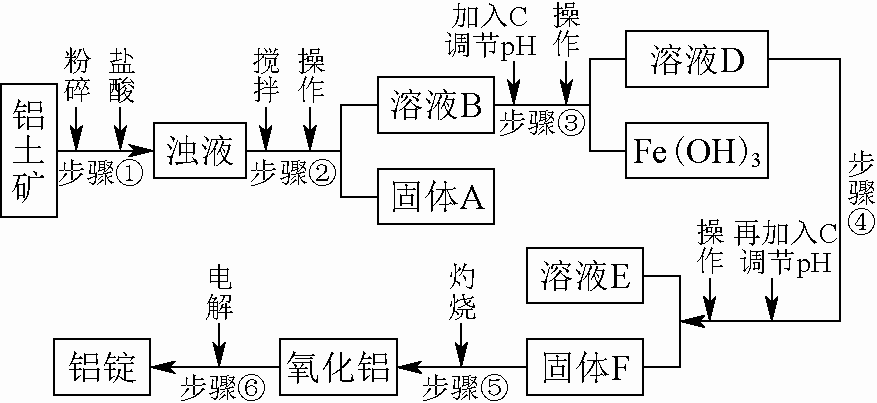 加入C
调节pH
操作
粉碎
盐酸
搅拌
操作
铝土矿
步骤①
浊液
步骤②
溶液B
固体A
步骤③
溶液D
Fe(OH)₃
步骤④
操作
再加入C
调节pH
溶液E
固体F
灼烧
步骤⑤
氧化铝
电解
步骤⑥
铝锭